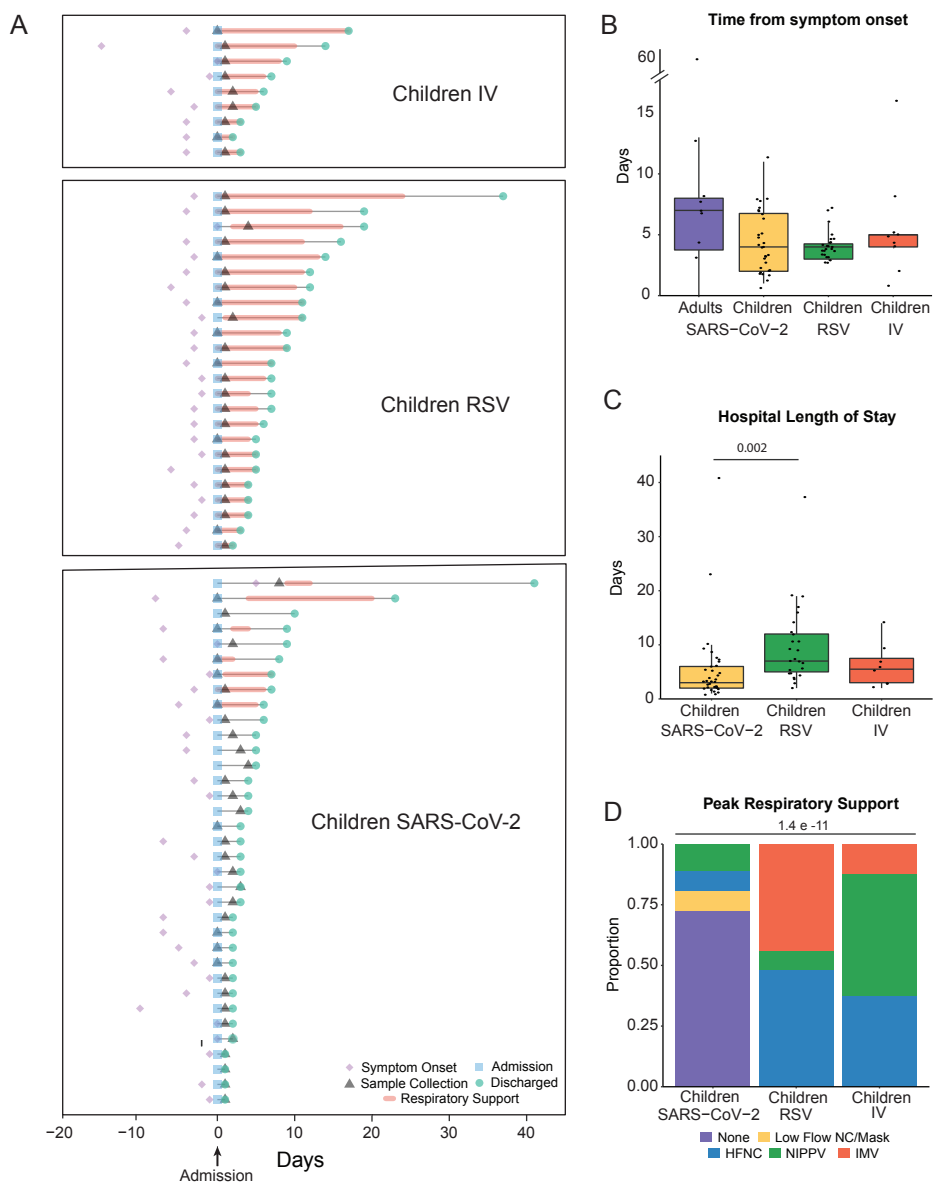 A
Children IV
Children RSV
Children SARS-CoV-2
Symptom Onset
Admission
Sample Collection
Discharged
Respiratory Support
−20
−10
0
10
20
30
40
Days
Admission
B
Time from symptom onset
Days
60
15
10
5
0
Adults
Children
Children
Children
SARS−CoV−2
RSV
IV
C
Hospital Length of Stay
0.002
Days
40
30
20
10
0
Children
SARS−CoV−2
Children
RSV
Children
IV
D
Peak Respiratory Support
1.4 e -11
Proportion
1.00
0.75
0.50
0.25
0.00
Children
SARS−CoV−2
Children
RSV
Children
IV
None
Low Flow NC/Mask
HFNC
NIPPV
IMV